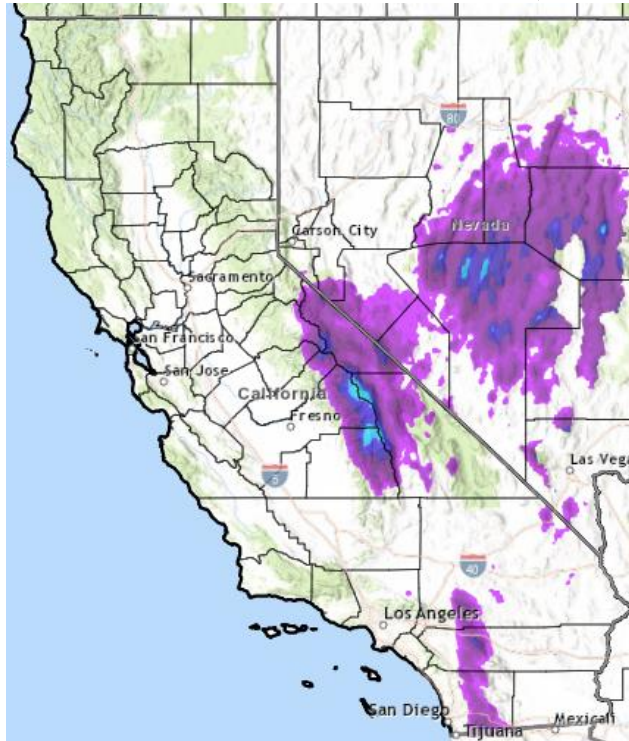 80
Nevada
Carson City
Sacramento
San Francisco
San Jose
California
Fresno
5
Las Vega
40
Los Angeles
San Diego
Tijuana
Mexicali